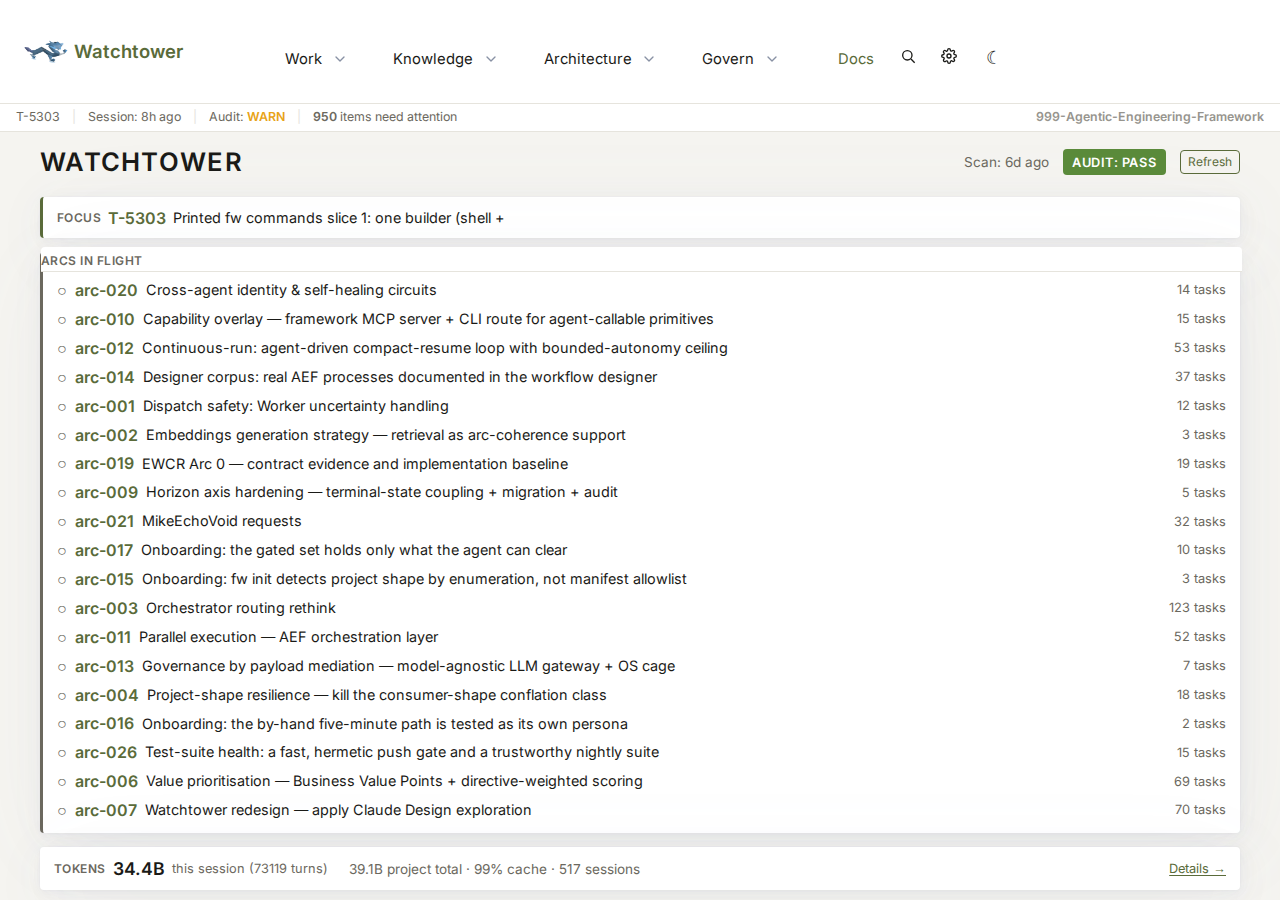 Watchtower
Work Knowledge Architecture Govern Docs
T-5303 Session: 8h ago Audit: WARN 950 items need attention 999-Agentic-Engineering-Framework
WATCHTOWER Scan: 6d ago AUDIT: PASS Refresh
FOCUS T-5303 Printed fw commands slice 1: one builder (shell +
ARCS IN FLIGHT
○ arc-020 Cross-agent identity & self-healing circuits 14 tasks
○ arc-010 Capability overlay — framework MCP server + CLI route for agent-callable primitives 15 tasks
○ arc-012 Continuous-run: agent-driven compact-resume loop with bounded-autonomy ceiling 53 tasks
○ arc-014 Designer corpus: real AEF processes documented in the workflow designer 37 tasks
○ arc-001 Dispatch safety: Worker uncertainty handling 12 tasks
○ arc-002 Embeddings generation strategy — retrieval as arc-coherence support 3 tasks
○ arc-019 EWCR Arc 0 — contract evidence and implementation baseline 19 tasks
○ arc-009 Horizon axis hardening — terminal-state coupling + migration + audit 5 tasks
○ arc-021 MikeEchoVoid requests 32 tasks
○ arc-017 Onboarding: the gated set holds only what the agent can clear 10 tasks
○ arc-015 Onboarding: fw init detects project shape by enumeration, not manifest allowlist 3 tasks
○ arc-003 Orchestrator routing rethink 123 tasks
○ arc-011 Parallel execution — AEF orchestration layer 52 tasks
○ arc-013 Governance by payload mediation — model-agnostic LLM gateway + OS cage 7 tasks
○ arc-004 Project-shape resilience — kill the consumer-shape conflation class 18 tasks
○ arc-016 Onboarding: the by-hand five-minute path is tested as its own persona 2 tasks
○ arc-026 Test-suite health: a fast, hermetic push gate and a trustworthy nightly suite 15 tasks
○ arc-006 Value prioritisation — Business Value Points + directive-weighted scoring 69 tasks
○ arc-007 Watchtower redesign — apply Claude Design exploration 70 tasks
TOKENS 34.4B this session (73119 turns) 39.1B project total · 99% cache · 517 sessions Details →